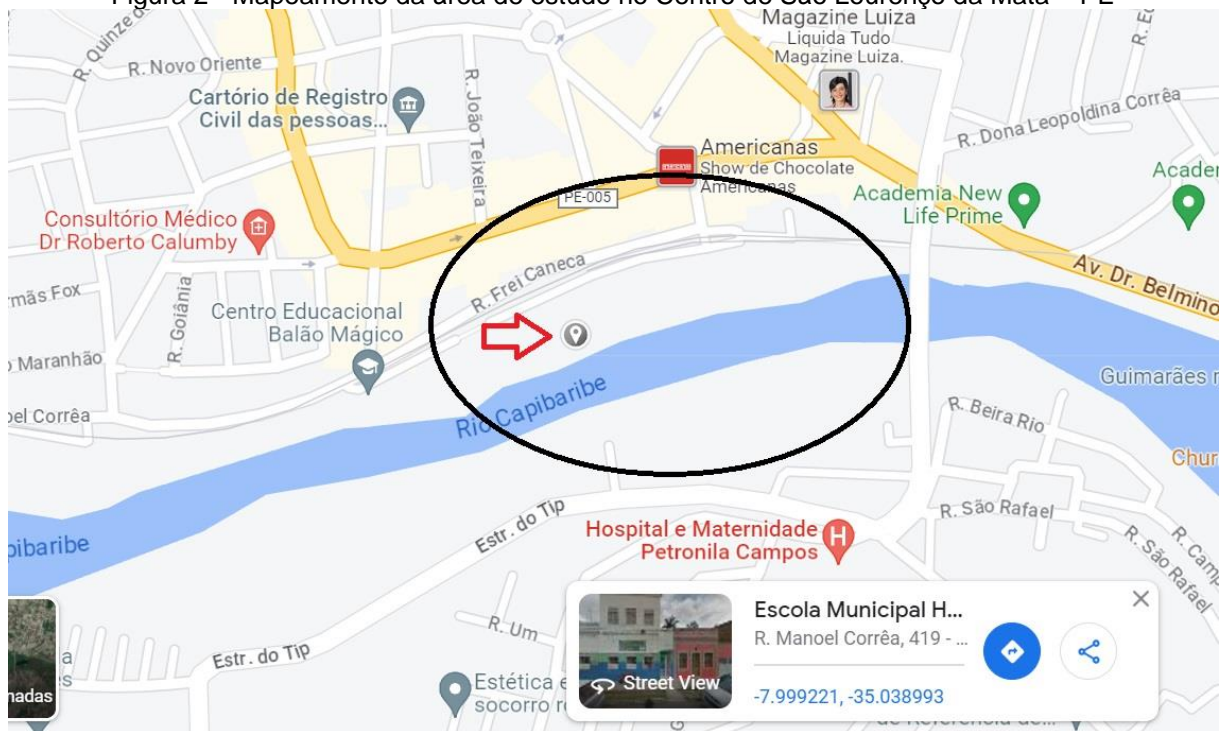 Magazine Luiza
Liquida Tudo
Magazine Luiza.
R. Novo Oriente
R. João Teixeira
Cartório de Registro
Civil das pessoas...
R. Dona Leopoldina Corrêa
Americanas
Show de Chocolate
Americanas
PE-005
Academia New
Life Prime
Consultório Médico
Dr Roberto Calumby
R. Goiânia
R. Frei Caneca
Av. Dr. Belmino
Centro Educacional
Balão Mágico
Maranhão
Corrêa
Rio Capibaribe
Guimarães
R. Beira Rio
Estr. do Tip
Hospital e Maternidade
Petronila Campos
R. São Rafael
R. São Rafael
R. Um
Estr. do Tip
Estética e
socorro
Street View
Escola Municipal H...
R. Manoel Corrêa, 419 - ...
-7.999221, -35.038993